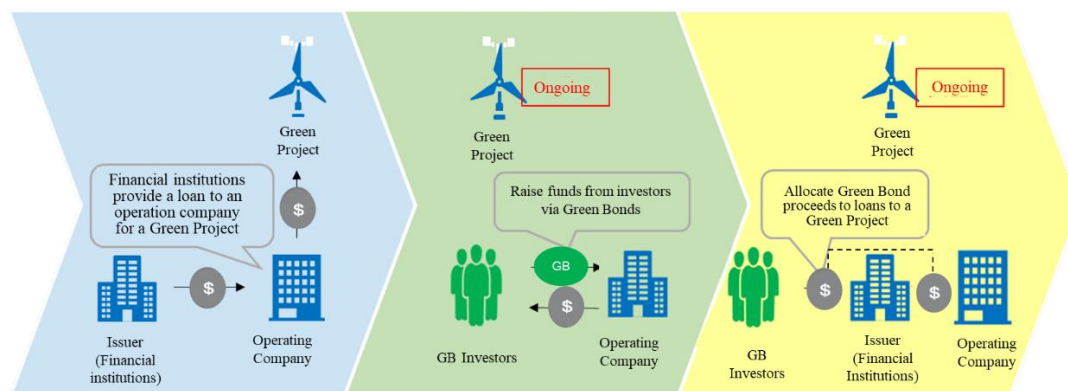 Green
Project
Financial institutions
provide a loan to an
operation company
for a Green Project
$
$
Issuer
(Financial
institutions)
Operating
Company
Ongoing
Green
Project
Raise funds from investors
via Green Bonds
GB
$
GB Investors
Operating
Company
Ongoing
Green
Project
Allocate Green Bond
proceeds to loans to a
Green Project
$
$
GB
Investors
Issuer
(Financial
Institutions)
Operating
Company